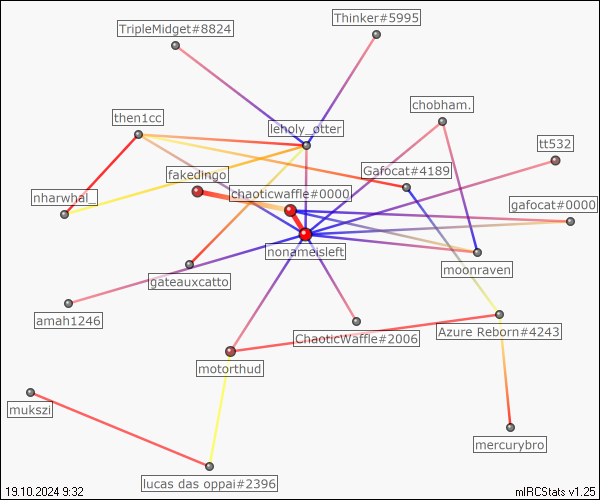 Thinker#5995
TripleMidget#8824
chobham.
then1cc
leholy_otter
tt532
fakedingo
Gafocat#4189
nharwhal_
chaoticwaffle#0000
gafocat#0000
nonameisleft
moonraven
gateauxcatto
amah1246
Azure Reborn#4243
ChaoticWaffle#2006
motorthud
mukszi
mercurybro
lucas das oppai#2396
19.10.2024 9:32
mIRCStats v1.25